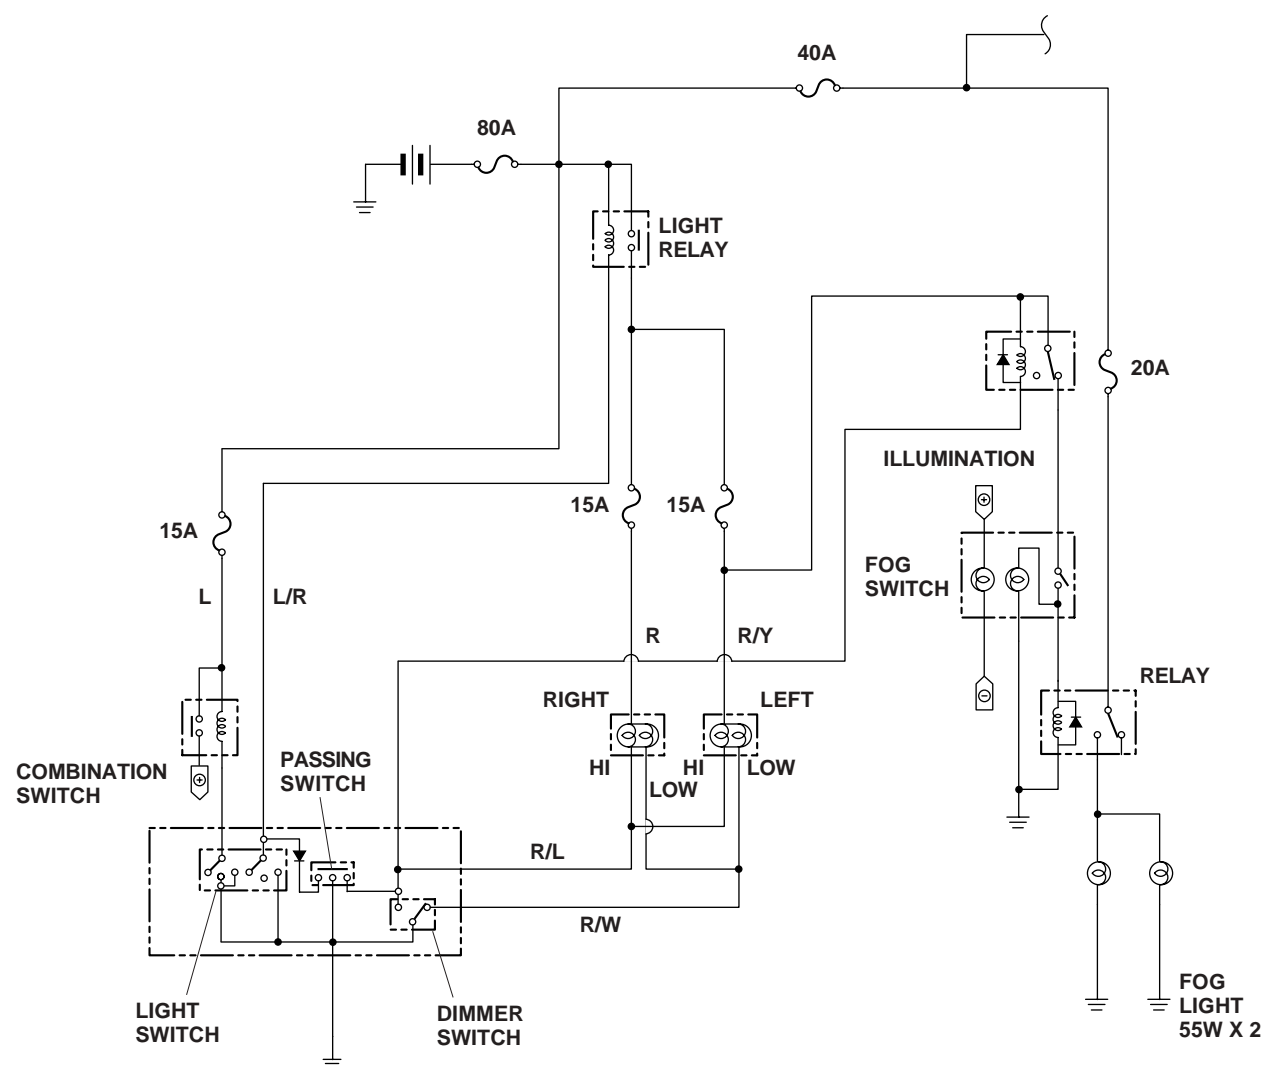 40A
80A
LIGHT
RELAY
20A
ILLUMINATION
15A
15A
15A
FOG
SWITCH
L
L/R
R
R/Y
RELAY
RIGHT
LEFT
COMBINATION
SWITCH
PASSING
SWITCH
HI
HI
LOW
LOW
R/L
R/W
LIGHT
SWITCH
DIMMER
SWITCH
FOG
LIGHT
55W X 2